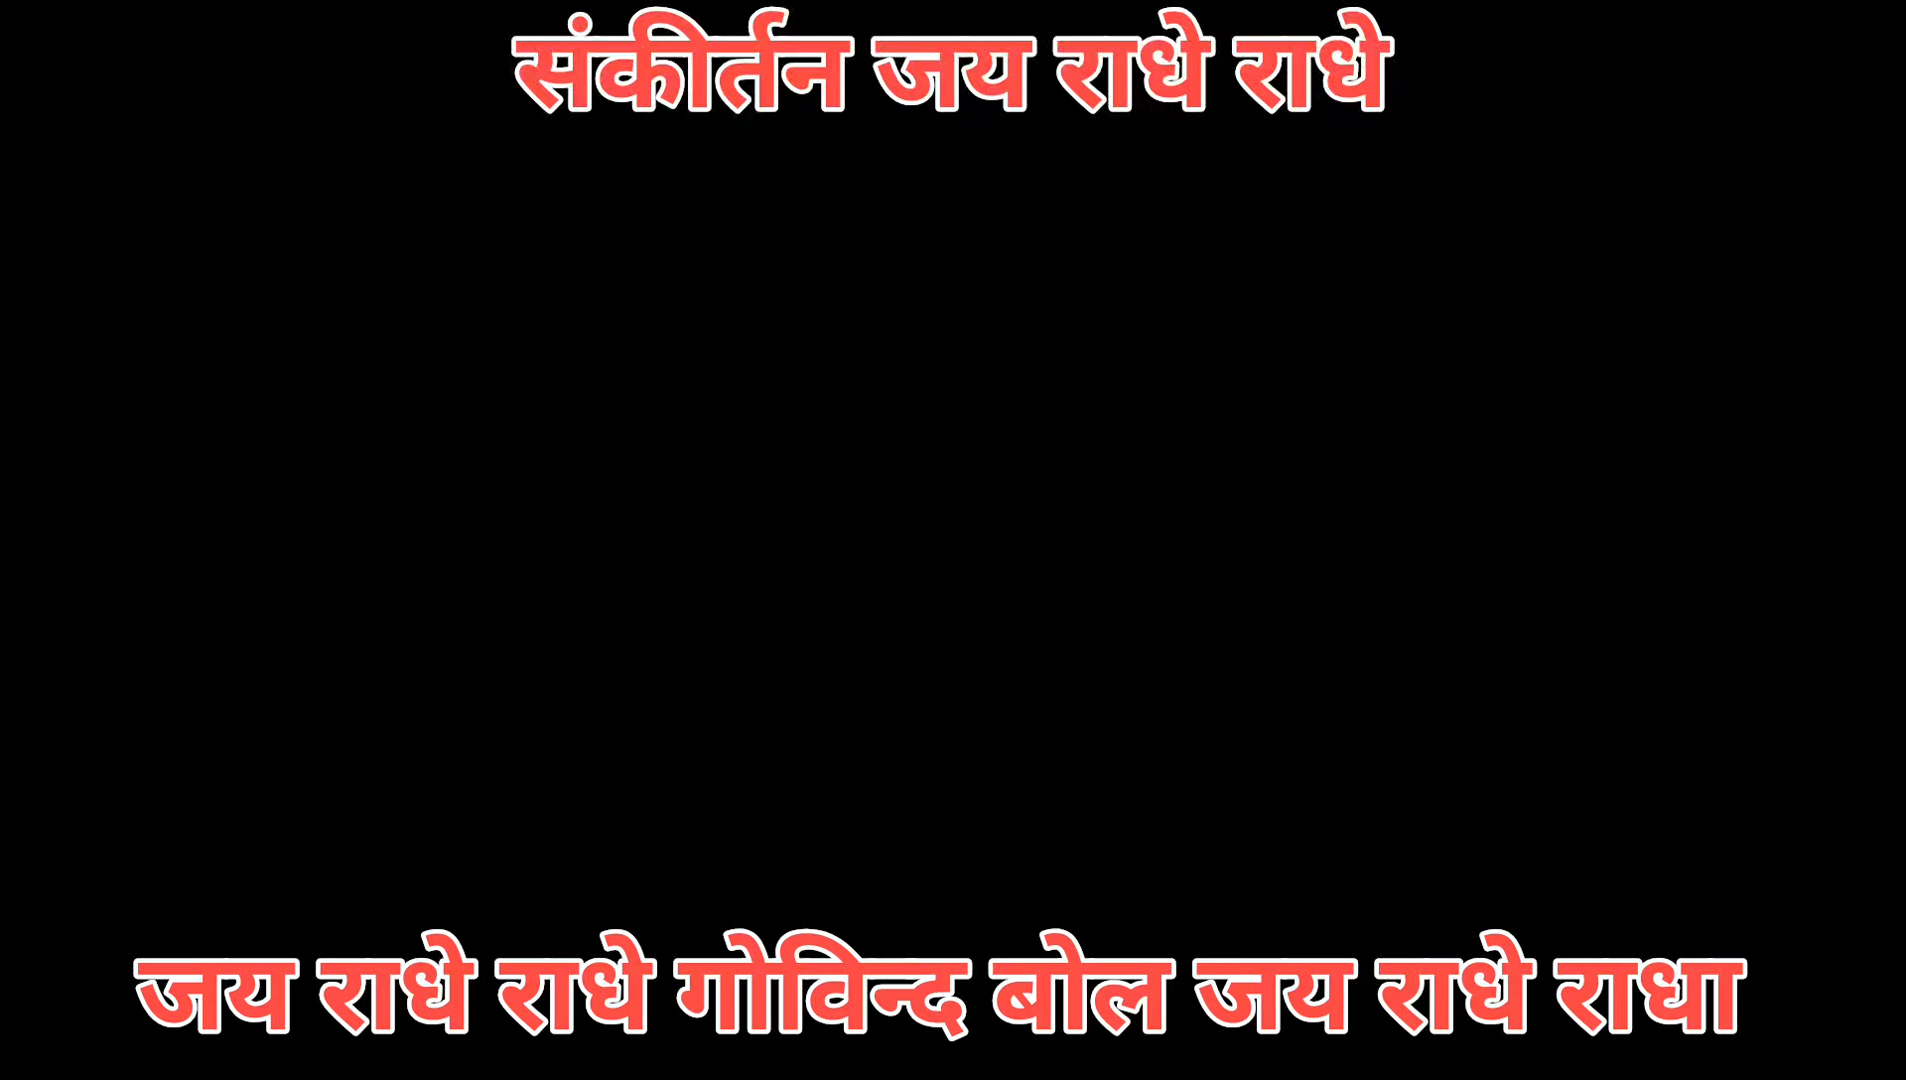 संकीर्तन जय राधे राधे
जय राधे राधे गोविन्द बोल जय राधे राधा